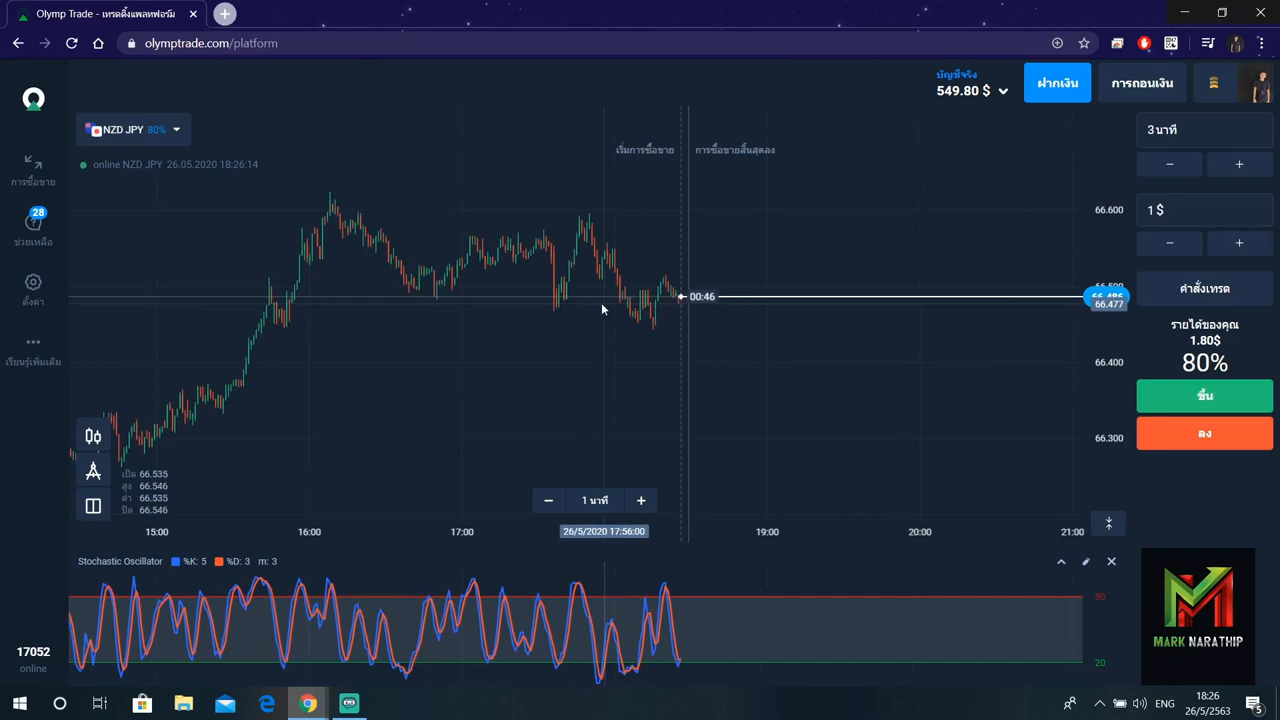 Olymp Trade - เทรดดิ้งแพลทฟอร์ม
olymptrade.com/platform
บัญชีจริง
549.80 $
ฝากเงิน
การถอนเงิน
NZD JPY 80%
online NZD JPY 26.05.2020 18:26:14
เริ่มการซื้อขาย
การซื้อขายสิ้นสุดลง
3 นาที
1 $
คำสั่งเทรด
รายได้ของคุณ
1.80$
80%
ขึ้น
ลง
การซื้อขาย
28
ช่วยเหลือ
ตั้งค่า
เรียนรู้เพิ่มเติม
17052
online
66.600
66.477
66.400
66.300
00:46
เปิด 66.535
สูง 66.546
ต่ำ 66.535
ปิด 66.546
1 นาที
15:00
16:00
17:00
26/5/2020 17:56:00
19:00
20:00
21:00
Stochastic Oscillator %K: 5 %D: 3 m: 3
80
20
MARK NARATHIP
ENG
18:26
26/5/2563
5